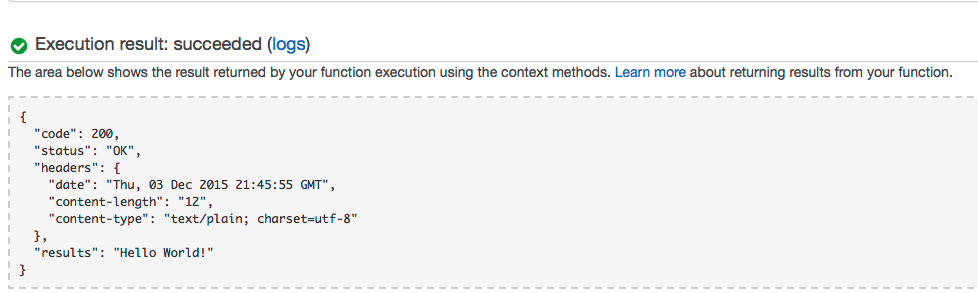 Execution result: succeeded (logs)
The area below shows the result returned by your function execution using the context methods. Learn more about returning results from your function.
{
  "code": 200,
  "status": "OK",
  "headers": {
    "date": "Thu, 03 Dec 2015 21:45:55 GMT",
    "content-length": "12",
    "content-type": "text/plain; charset=utf-8"
  },
  "results": "Hello World!"
}